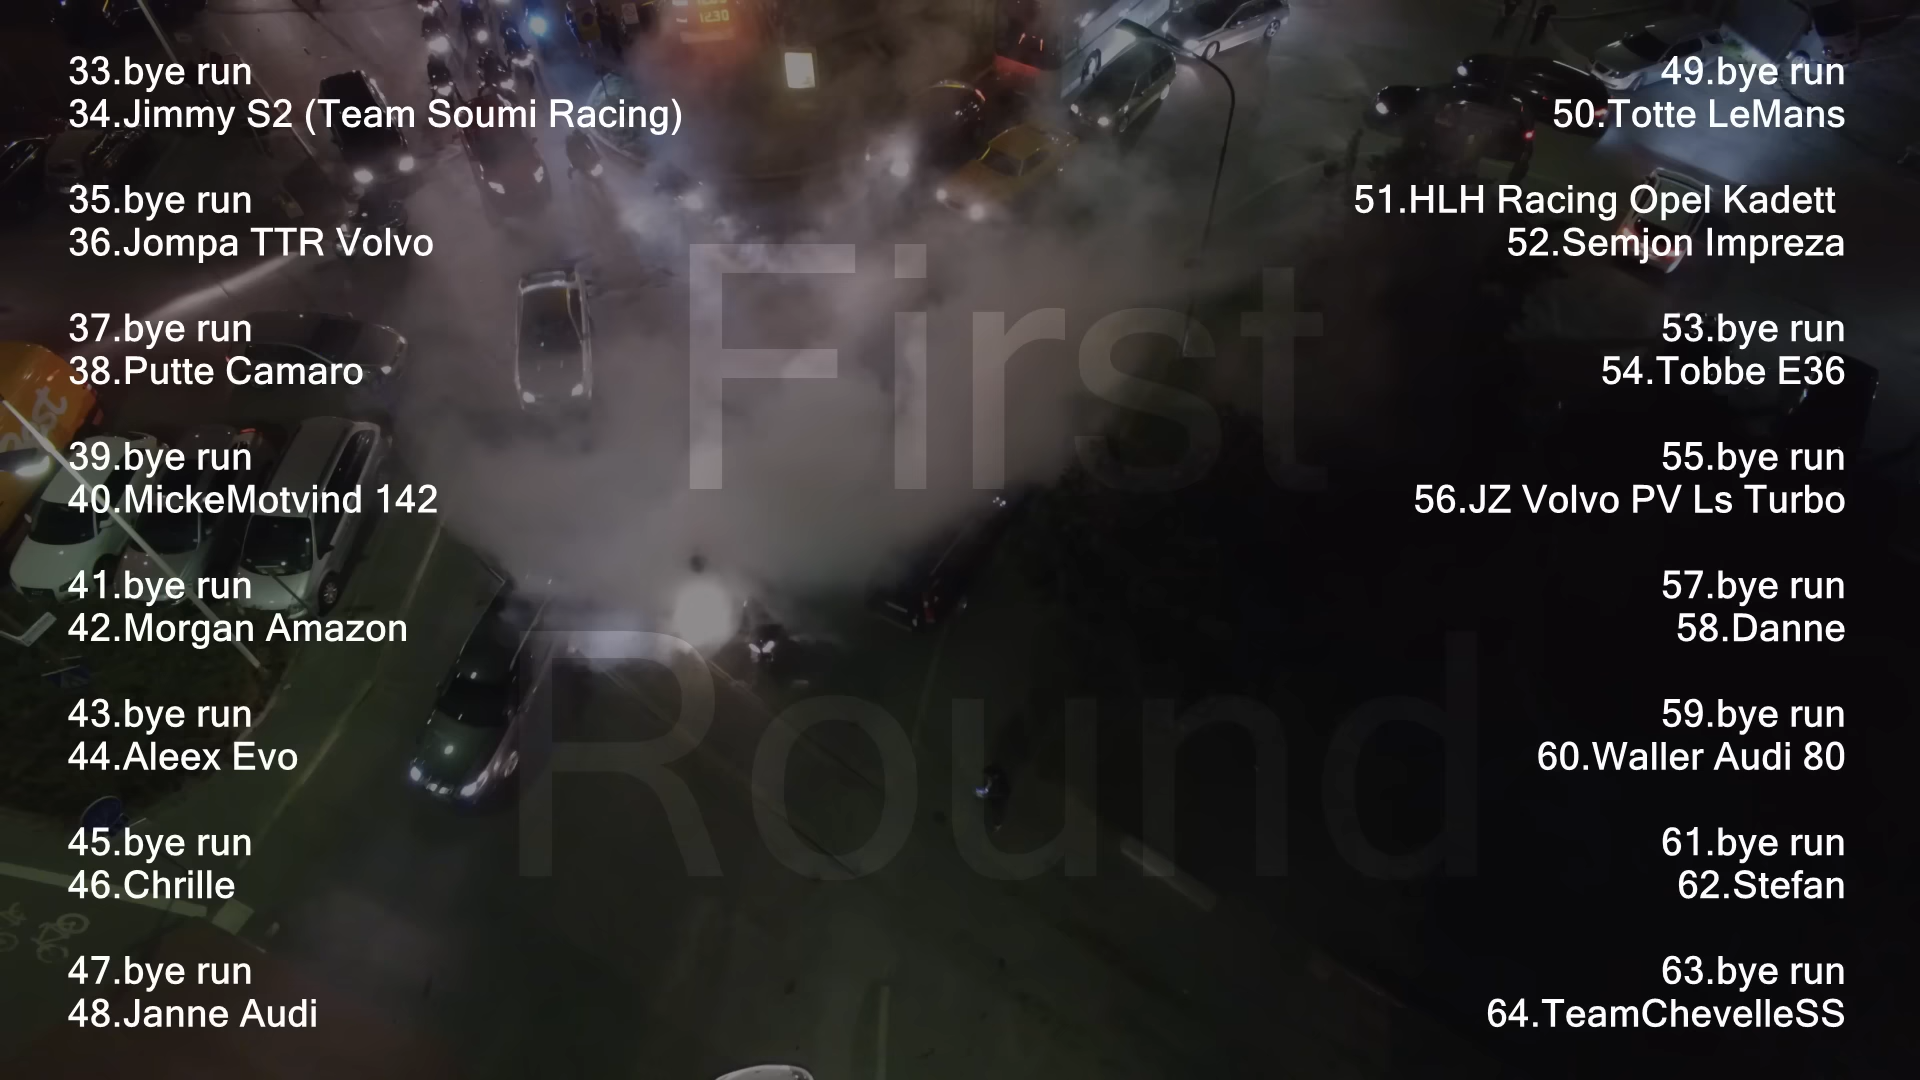 33.bye run
34.Jimmy S2 (Team Soumi Racing)
35.bye run
36.Jompa TTR Volvo
37.bye run
38.Putte Camaro
39.bye run
40.MickeMotvind 142
41.bye run
42.Morgan Amazon
43.bye run
44.Aleex Evo
45.bye run
46.Chrille
47.bye run
48.Janne Audi
First
Round
49.bye run
50.Totte LeMans
51.HLH Racing Opel Kadett
52.Semjon Impreza
53.bye run
54.Tobbe E36
55.bye run
56.JZ Volvo PV Ls Turbo
57.bye run
58.Danne
59.bye run
60.Waller Audi 80
61.bye run
62.Stefan
63.bye run
64.TeamChevelleSS